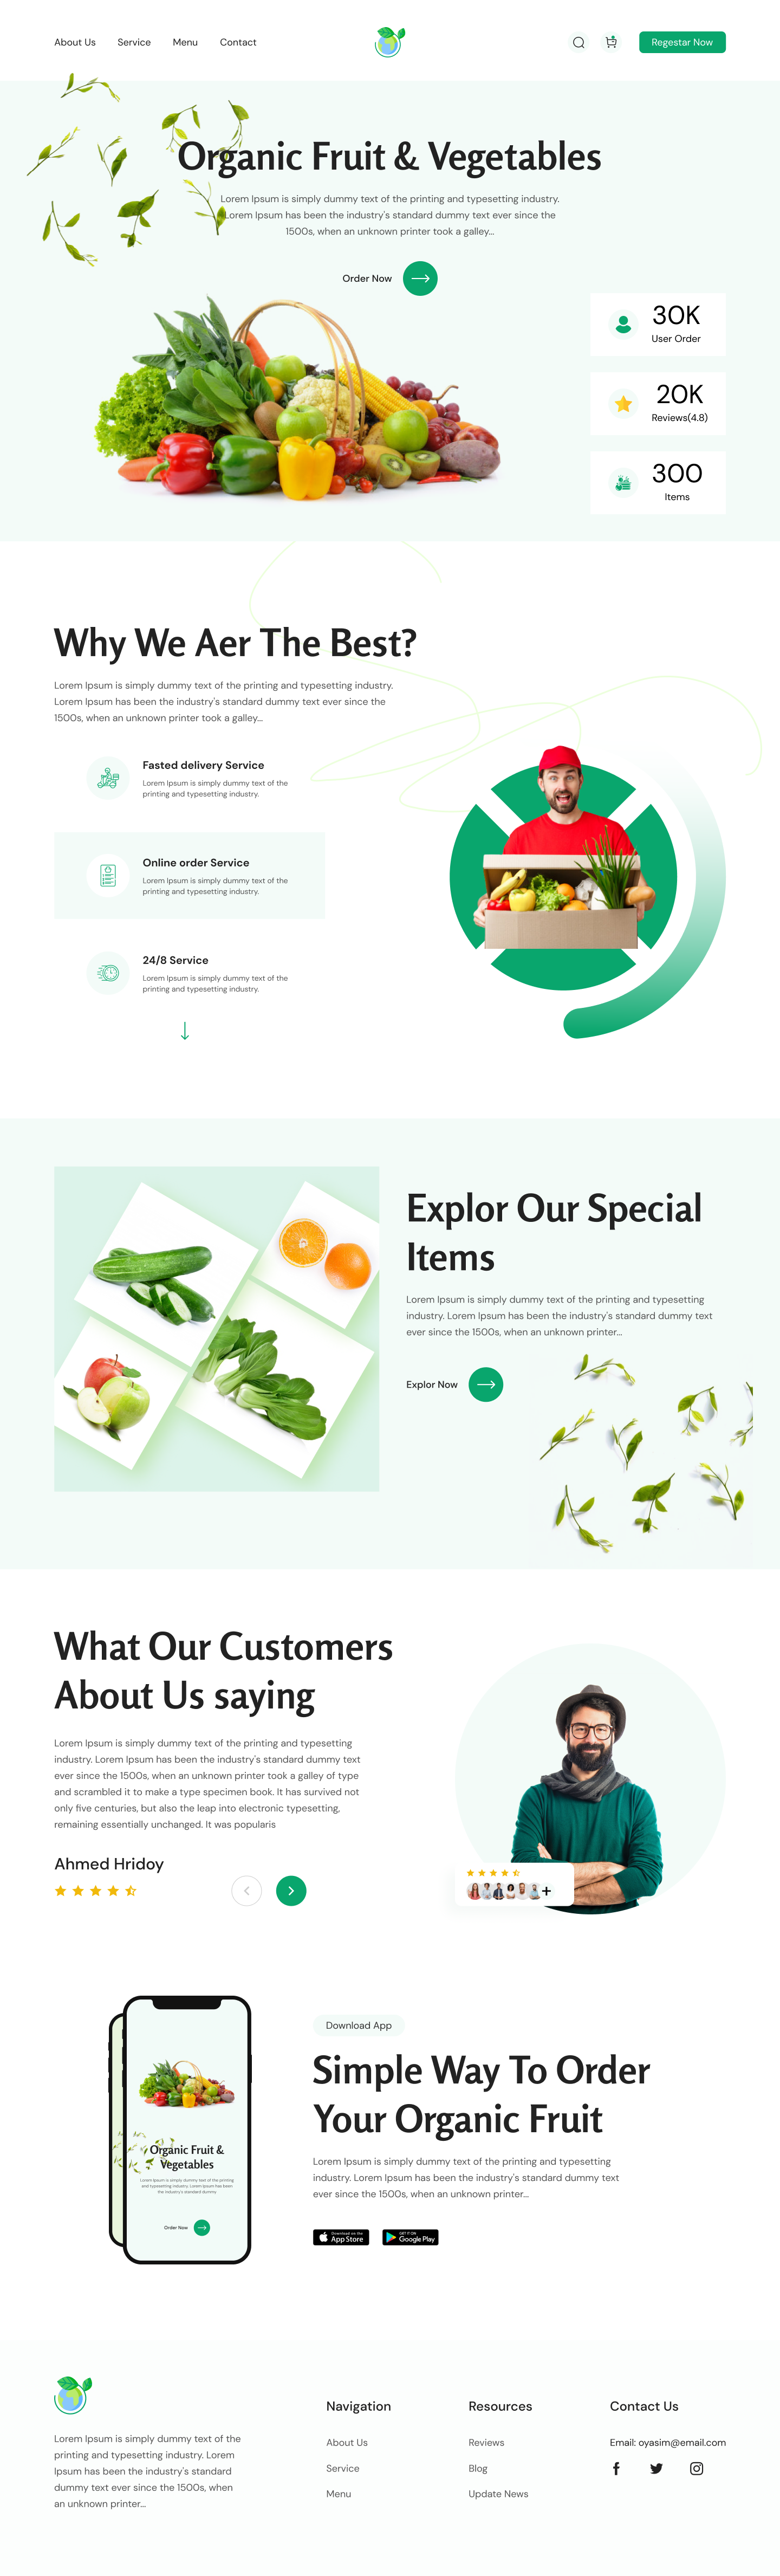 About Us
Service
Menu
Contact
Regestar Now
Organic Fruit & Vegetables
Lorem Ipsum is simply dummy text of the printing and typesetting industry.
Lorem Ipsum has been the industry's standard dummy text ever since the
1500s, when an unknown printer took a galley...
Order Now
30K
User Order
20K
Reviews(4.8)
300
Items
Why We Aer The Best?
Lorem Ipsum is simply dummy text of the printing and typesetting industry.
Lorem Ipsum has been the industry's standard dummy text ever since the
1500s, when an unknown printer took a galley...
Fasted delivery Service
Lorem Ipsum is simply dummy text of the
printing and typesetting industry.
Online order Service
Lorem Ipsum is simply dummy text of the
printing and typesetting industry.
24/8 Service
Lorem Ipsum is simply dummy text of the
printing and typesetting industry.
Explor Our Special
Items
Lorem Ipsum is simply dummy text of the printing and typesetting
industry. Lorem Ipsum has been the industry's standard dummy text
ever since the 1500s, when an unknown printer...
Explor Now
What Our Customers
About Us saying
Lorem Ipsum is simply dummy text of the printing and typesetting
industry. Lorem Ipsum has been the industry's standard dummy text
ever since the 1500s, when an unknown printer took a galley of type
and scrambled it to make a type specimen book. It has survived not
only five centuries, but also the leap into electronic typesetting,
remaining essentially unchanged. It was popularis
Ahmed Hridoy
Organic Fruit &
Vegetables
Lorem Ipsum is simply dummy text of the printing
and typesetting industry. Lorem Ipsum has been
the industry's standard dummy
Order Now
Download App
Simple Way To Order
Your Organic Fruit
Lorem Ipsum is simply dummy text of the printing and typesetting
industry. Lorem Ipsum has been the industry's standard dummy text
ever since the 1500s, when an unknown printer...
Download on the
App Store
GET IT ON
Google Play
Lorem Ipsum is simply dummy text of the
printing and typesetting industry. Lorem
Ipsum has been the industry's standard
dummy text ever since the 1500s, when
an unknown printer...
Navigation
About Us
Service
Menu
Resources
Reviews
Blog
Update News
Contact Us
Email: oyasim@email.com